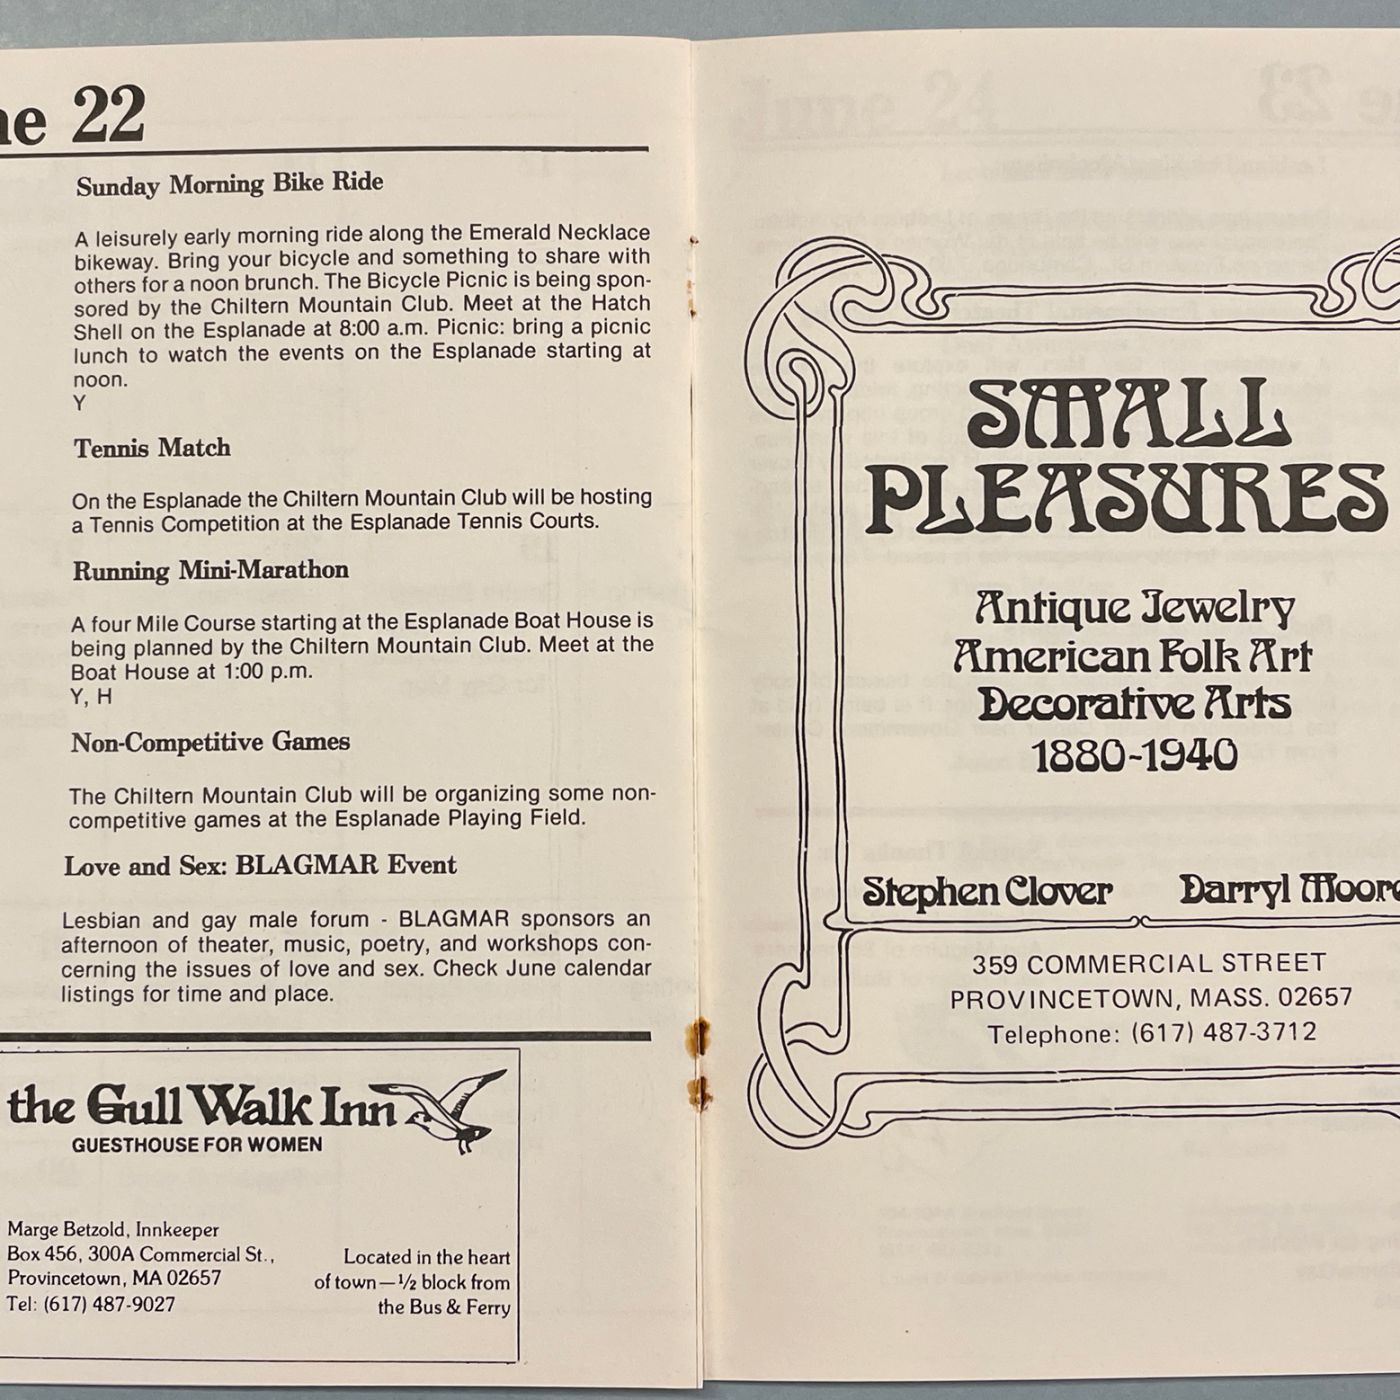 ne 22
Sunday Morning Bike Ride
A leisurely early morning ride along the Emerald Necklace
bikeway. Bring your bicycle and something to share with
others for a noon brunch. The Bicycle Picnic is being spon-
sored by the Chiltern Mountain Club. Meet at the Hatch
Shell on the Esplanade at 8:00 a.m. Picnic: bring a picnic
lunch to watch the events on the Esplanade starting at
noon.
Y
Tennis Match
On the Esplanade the Chiltern Mountain Club will be hosting
a Tennis Competition at the Esplanade Tennis Courts.
Running Mini-Marathon
A four Mile Course starting at the Esplanade Boat House is
being planned by the Chiltern Mountain Club. Meet at the
Boat House at 1:00 p.m.
Y, H
Non-Competitive Games
The Chiltern Mountain Club will be organizing some non-
competitive games at the Esplanade Playing Field.
Love and Sex: BLAGMAR Event
Lesbian and gay male forum - BLAGMAR sponsors an
afternoon of theater, music, poetry, and workshops con-
cerning the issues of love and sex. Check June calendar
listings for time and place.
the Gull Walk Inn
GUESTHOUSE FOR WOMEN
Marge Betzold, Innkeeper
Box 456, 300A Commercial St.,
Provincetown, MA 02657
Tel: (617) 487-9027
Located in the heart
of town—½ block from
the Bus & Ferry
SMALL
PLEASURES
Antique Jewelry
American Folk Art
Decorative Arts
1880-1940
Stephen Clover Darryl Moore
359 COMMERCIAL STREET
PROVINCETOWN, MASS. 02657
Telephone: (617) 487-3712